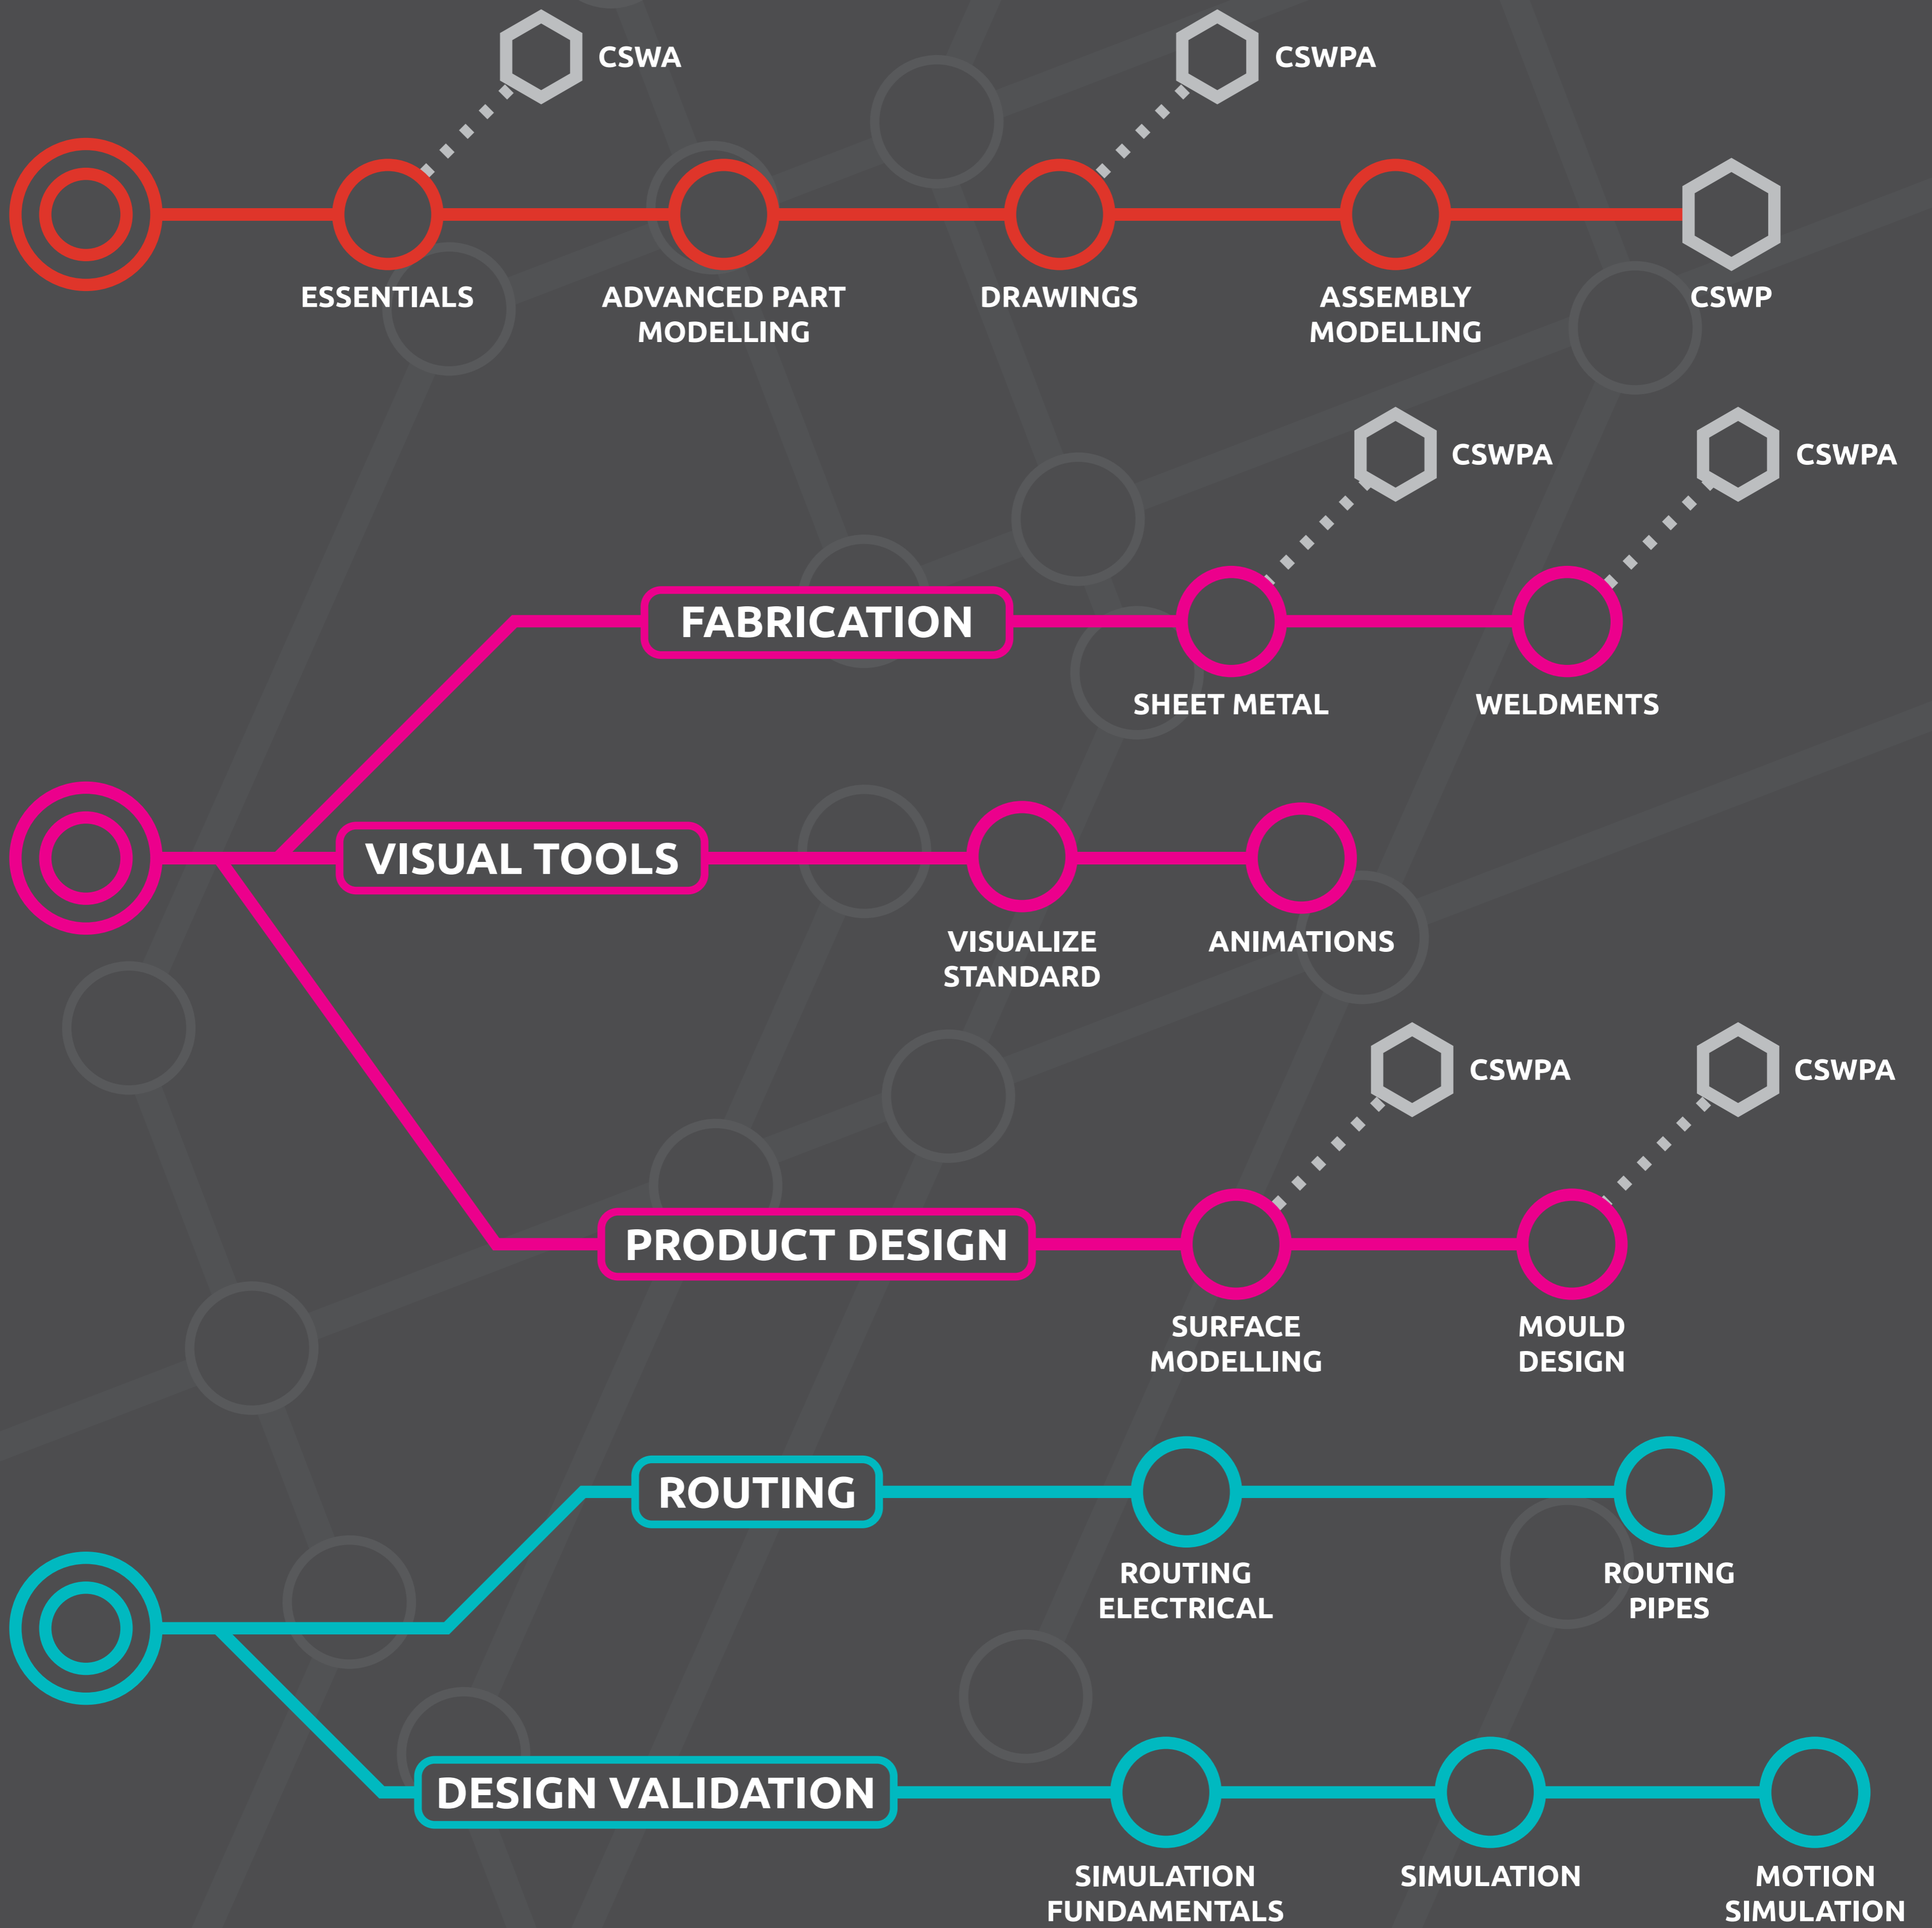 CSWA
CSWPA
ESSENTIALS
ADVANCED PART
MODELLING
DRAWINGS
ASSEMBLY
MODELLING
CSWP
CSWPA
CSWPA
FABRICATION
SHEET METAL
WELDMENTS
VISUAL TOOLS
VISUALIZE
STANDARD
ANIMATIONS
CSWPA
CSWPA
PRODUCT DESIGN
SURFACE
MODELLING
MOULD
DESIGN
ROUTING
ROUTING
ELECTRICAL
ROUTING
PIPES
DESIGN VALIDATION
SIMULATION
FUNDAMENTALS
SIMULATION
MOTION
SIMULATION